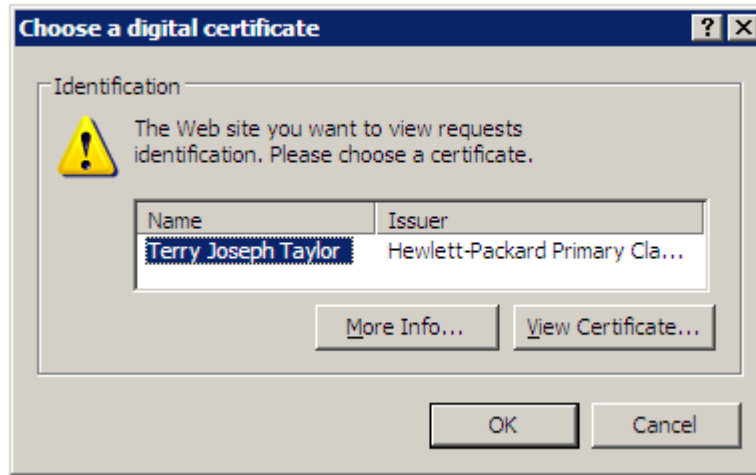 Choose a digital certificate
Identification
The Web site you want to view requests
identification. Please choose a certificate.
Name Issuer
Terry Joseph Taylor Hewlett-Packard Primary Cla...
More Info... View Certificate...
OK Cancel